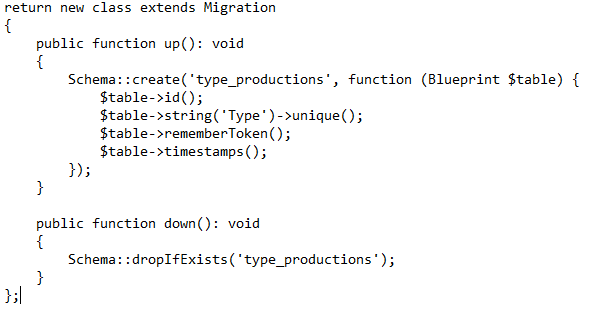 return new class extends Migration
{
    public function up(): void
    {
        Schema::create('type_productions', function (Blueprint $table) {
            $table->id();
            $table->string('Type')->unique();
            $table->rememberToken();
            $table->timestamps();
        });
    }

    public function down(): void
    {
        Schema::dropIfExists('type_productions');
    }
};